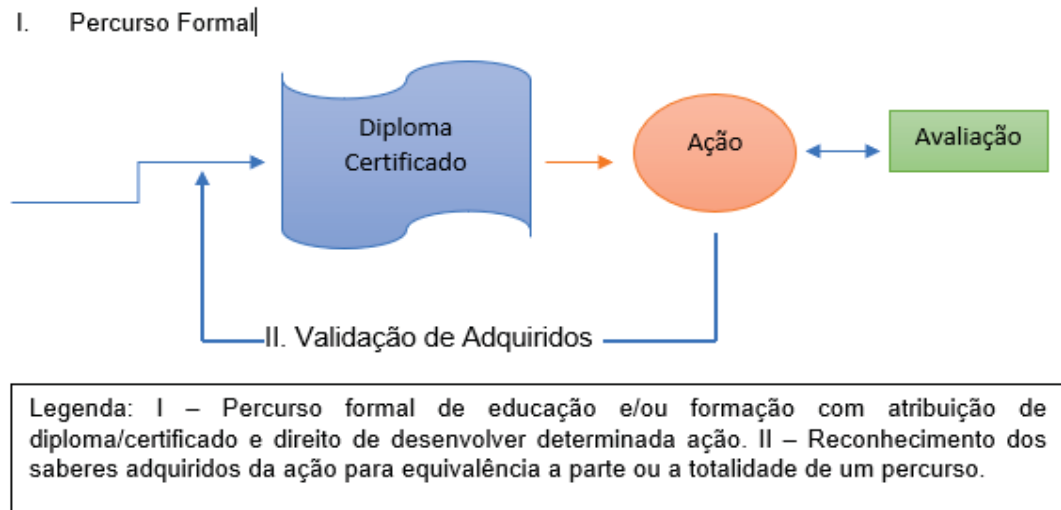 I. Percurso Formal
Diploma
Certificado
Ação
Avaliação
II. Validação de Adquiridos
Legenda: I – Percurso formal de educação e/ou formação com atribuição de
diploma/certificado e direito de desenvolver determinada ação. II – Reconhecimento dos
saberes adquiridos da ação para equivalência a parte ou a totalidade de um percurso.